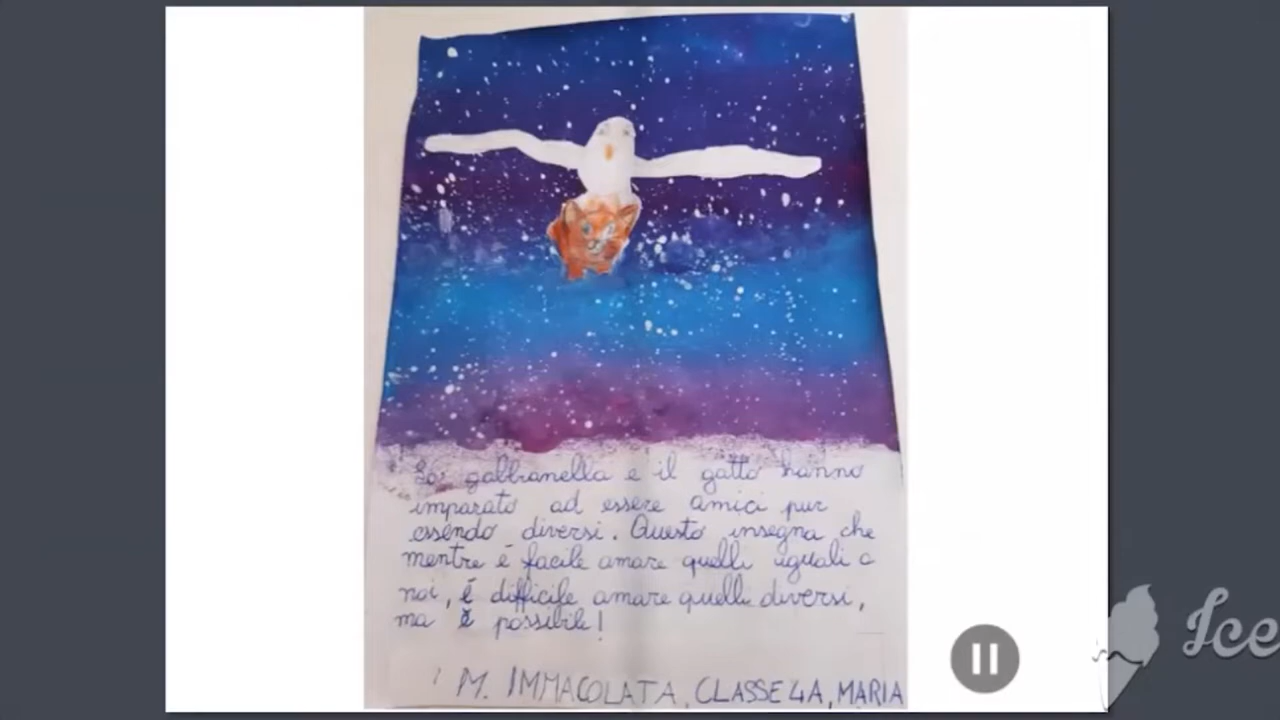 La gabbianella e il gatto hanno
imparato ad essere amici pur
essendo diversi. Questo insegna che
mentre é facile amare quelli uguali a
noi, é difficile amare quelli diversi,
ma è possibile!
M. IMMACOLATA, CLASSE 4A, MARIA
Ice